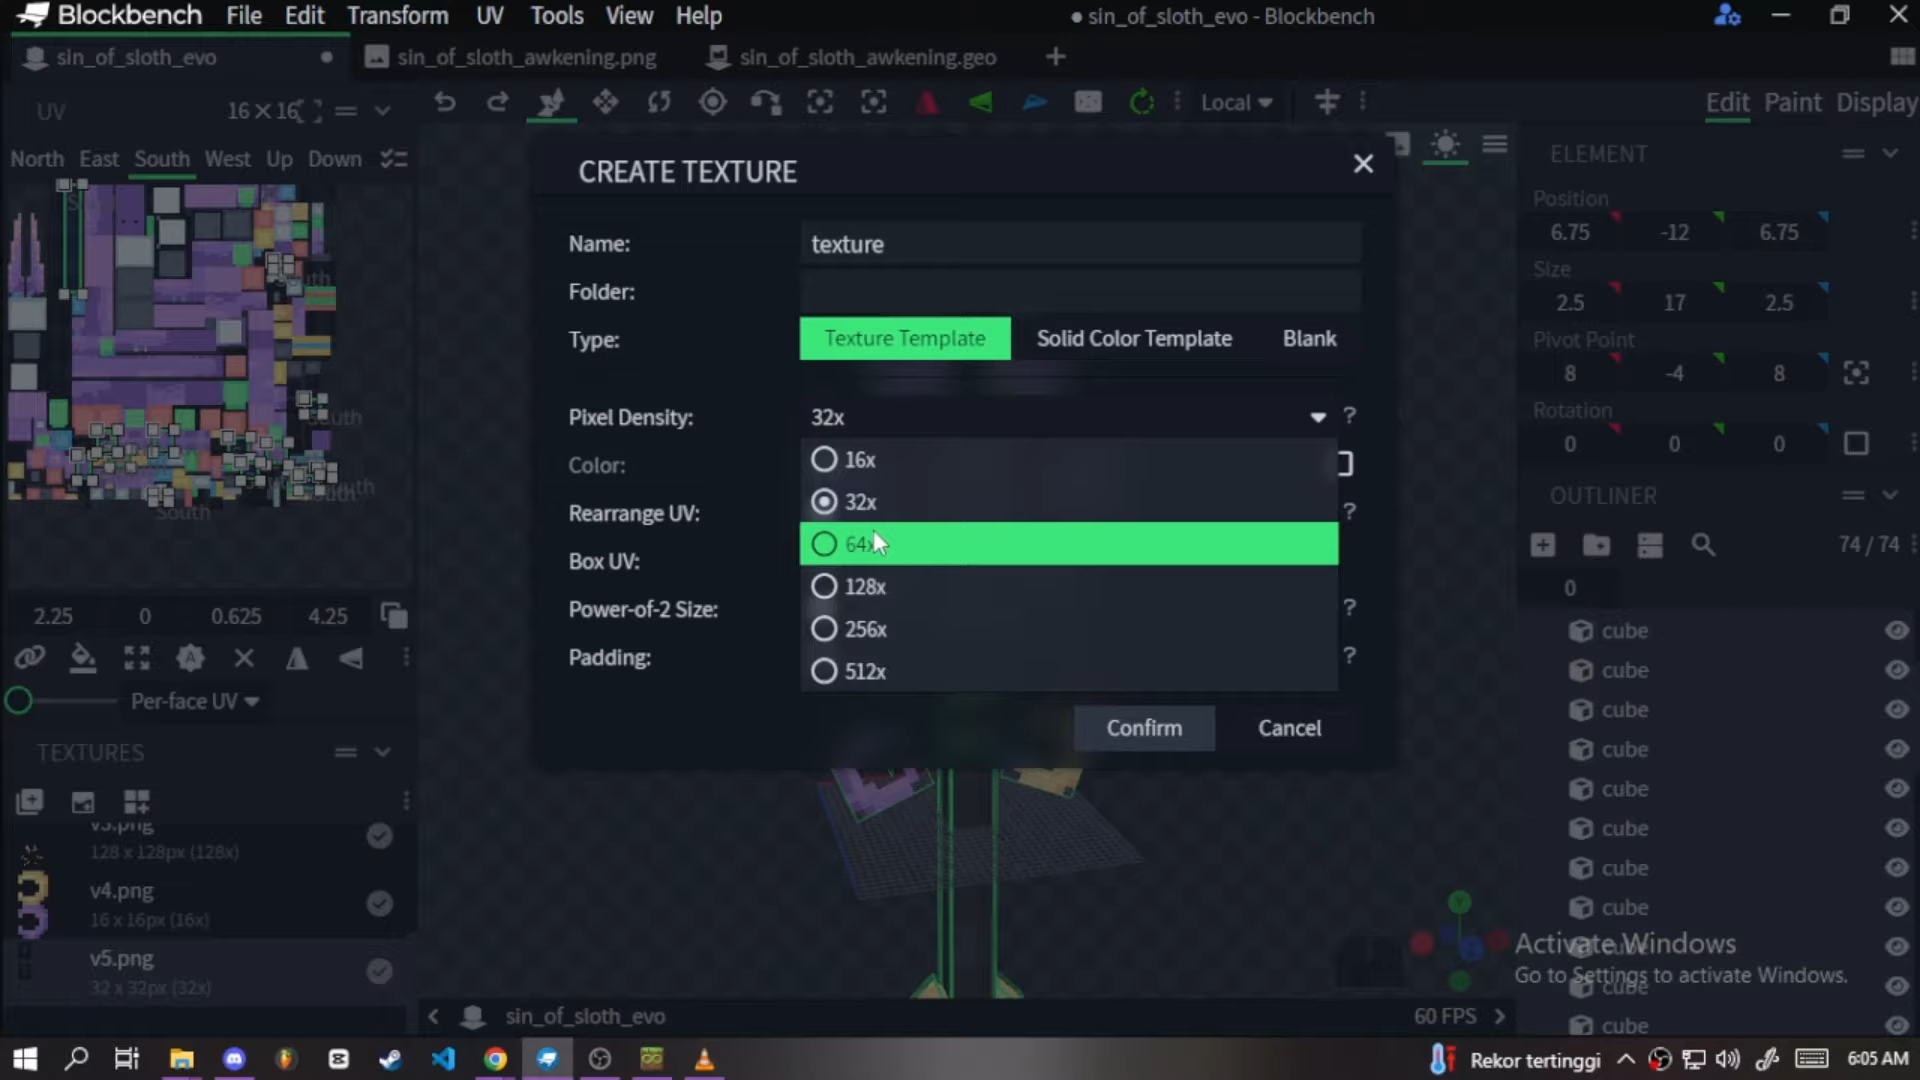 Blockbench File Edit Transform UV Tools View Help
● sin_of_sloth_evo - Blockbench
sin_of_sloth_evo
sin_of_sloth_awkening.png
sin_of_sloth_awkening.geo
UV
16 × 16
Local
Edit Paint Display
North East South West Up Down
CREATE TEXTURE
Name: texture
Folder:
Type: Texture Template Solid Color Template Blank
Pixel Density: 32x ?
16x
Color:
32x
Rearrange UV: ?
64x
Box UV:
128x
Power-of-2 Size: ?
256x
Padding: ?
512x
Confirm Cancel
ELEMENT
Position
6.75 -12 6.75
Size
2.5 17 2.5
Pivot Point
8 -4 8
Rotation
0 0 0
OUTLINER
74 / 74
0
cube
cube
cube
cube
cube
cube
cube
cube
cube
cube
cube
South
South
2.25 0 0.625 4.25
Per-face UV
TEXTURES
v3.png
128 x 128px (128x)
v4.png
16 x 16px (16x)
v5.png
32 x 32px (32x)
sin_of_sloth_evo
60 FPS
Activate Windows
Go to Settings to activate Windows.
Rekor tertinggi
6:05 AM